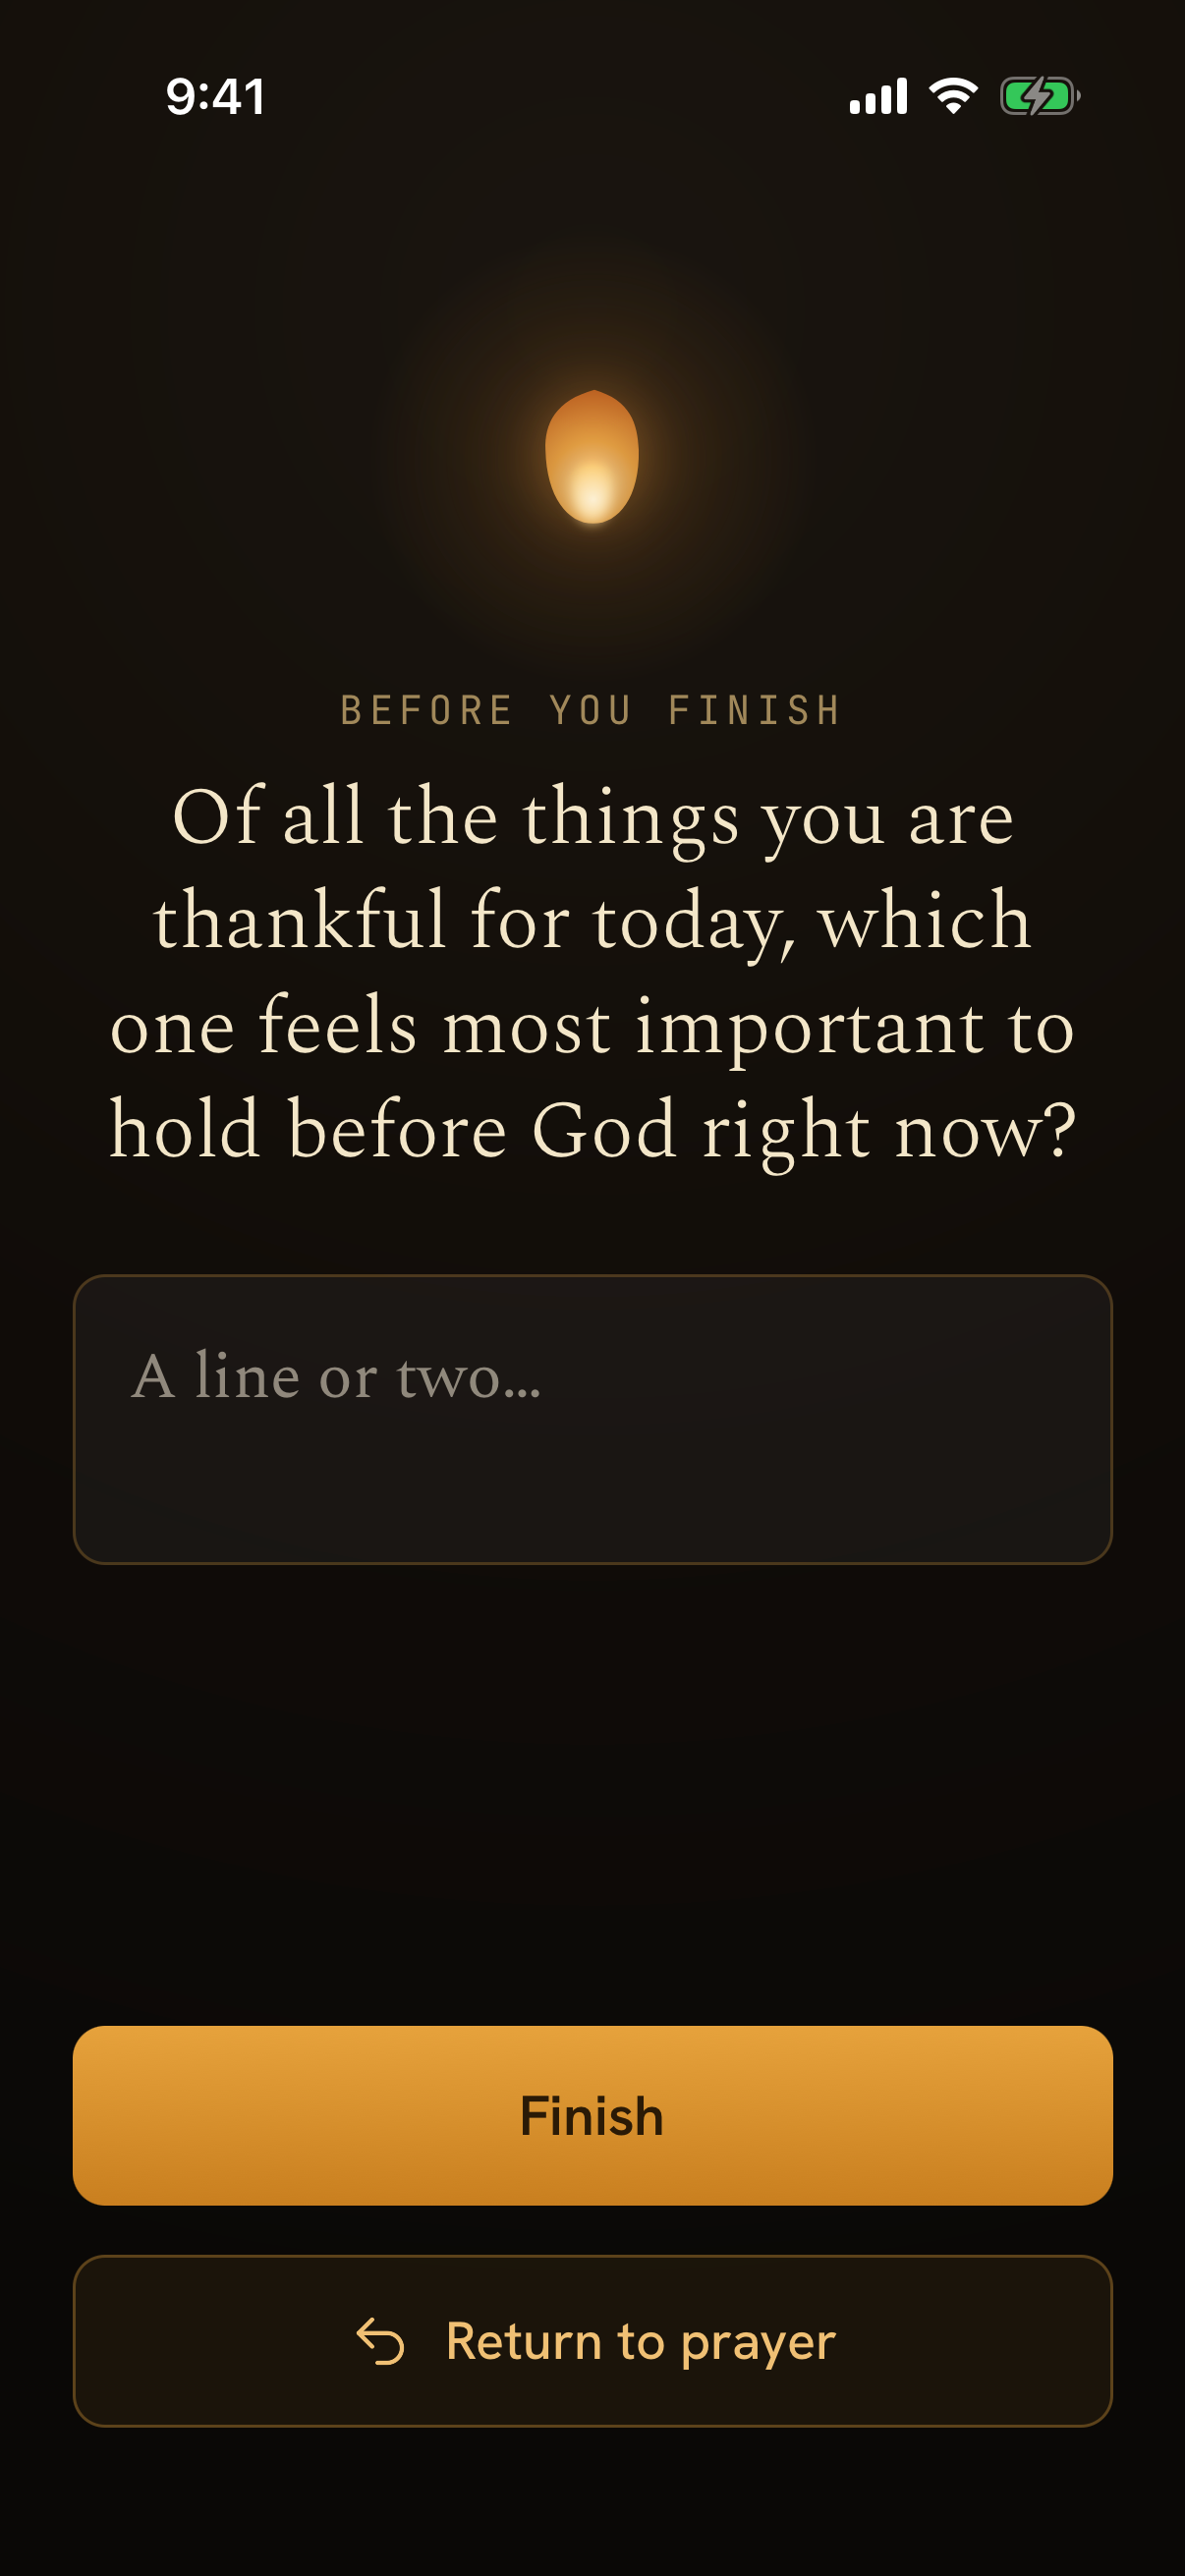 9:41
BEFORE YOU FINISH
Of all the things you are
thankful for today, which
one feels most important to
hold before God right now?
A line or two…
Finish
Return to prayer